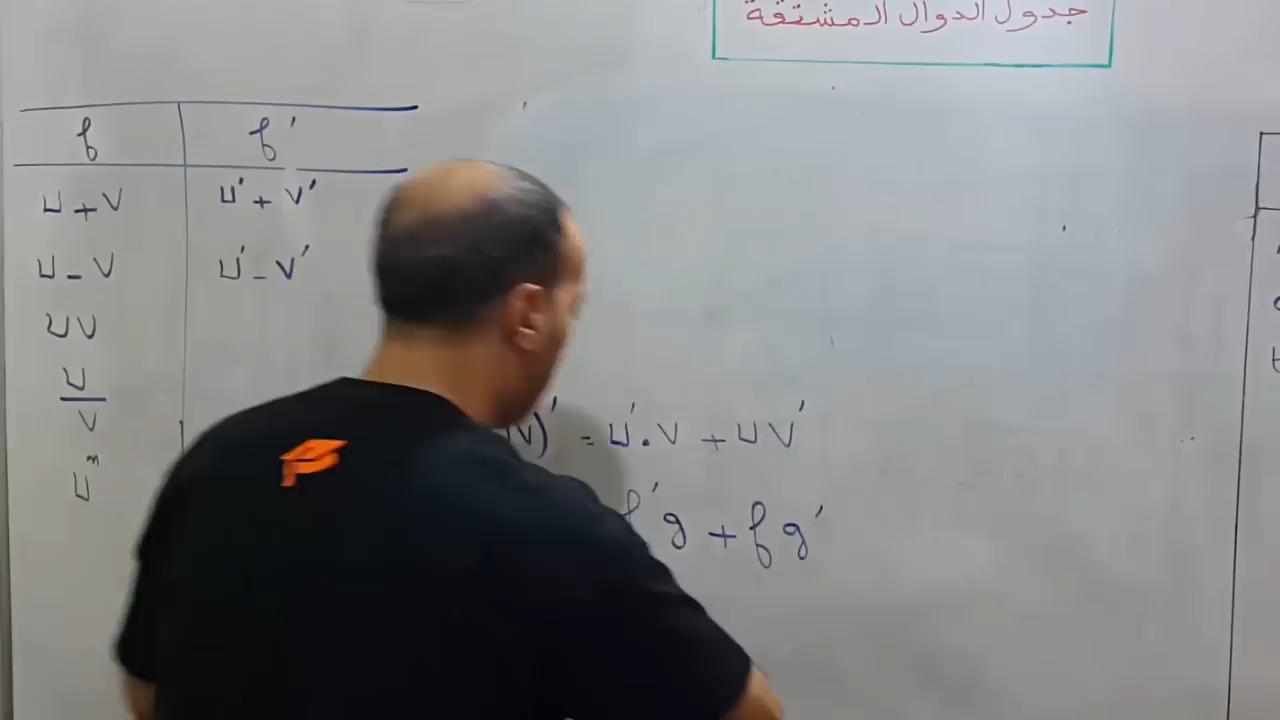 جدول الدوال المشتقة
f f'
U + V U' + V'
U - V U' - V'
UV
U/V
Uⁿ
V)' = U'.V + UV'
f'g + fg'